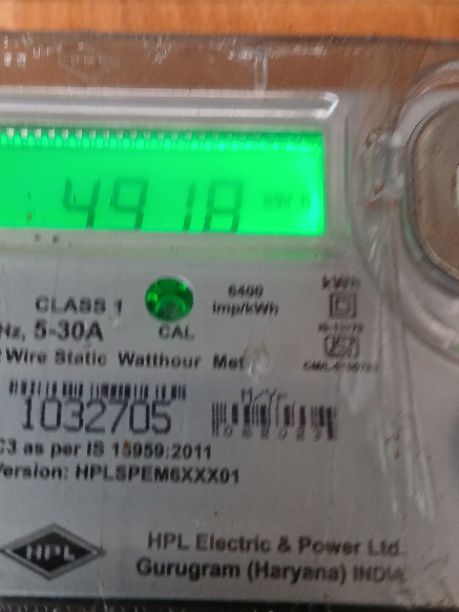 4918 kWh
6400 kWh
CLASS 1 imp/kWh
Hz, 5-30A CAL
Wire Static Watthour
1032705 M/Yr
C3 as per IS 15959:2011
Version: HPLSPEM6XXX01
HPL HPL Electric & Power Ltd.
Gurugram (Haryana) INDIA